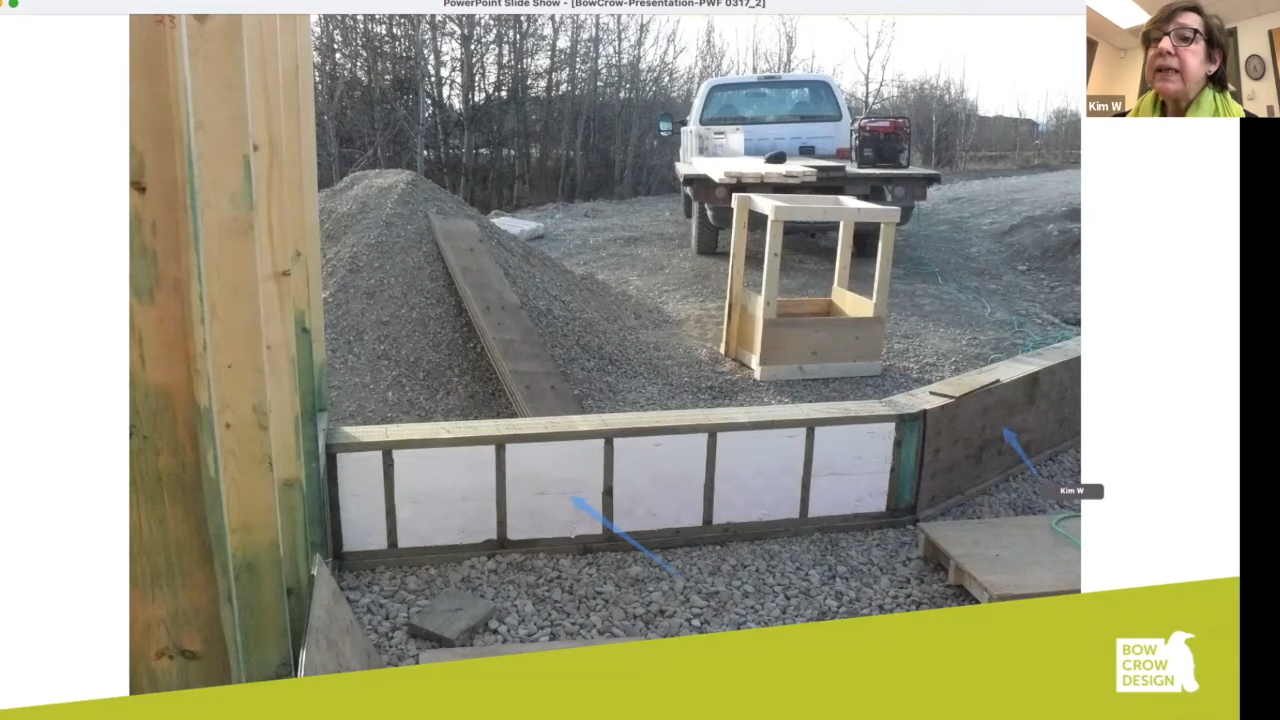 PowerPoint Slide Show - [BowCrow-Presentation-PWF 0317_2]
Kim W
Kim W
BOW
CROW
DESIGN